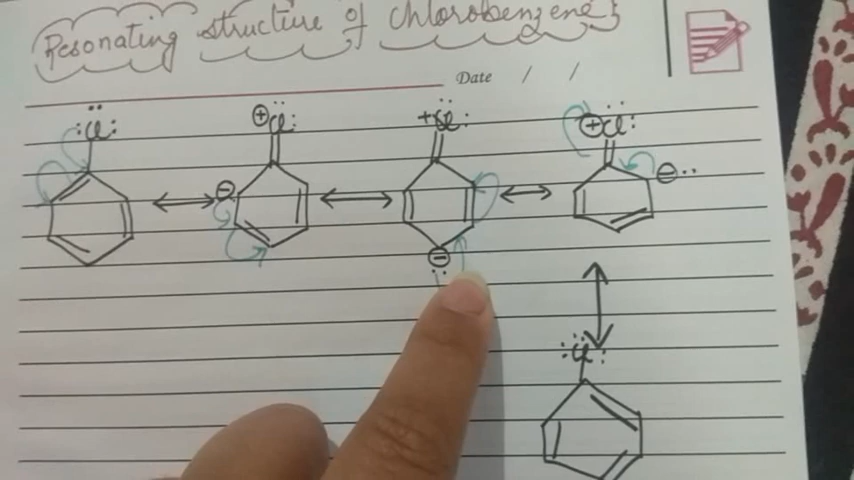 Resonating structure of Chlorobenzene
Date / /
:C̈l: ⊕C̈l: +C̈l: ⊕C̈l:
⊖ ⊖ ⊖··
:C̈l: